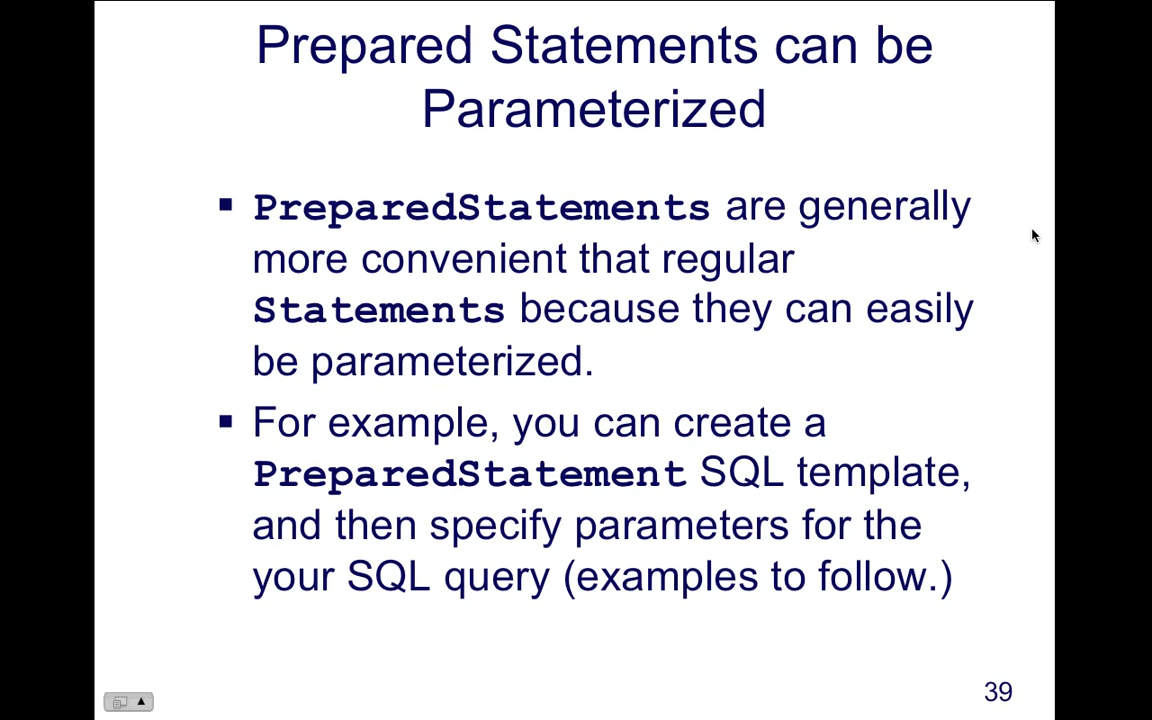 Prepared Statements can be
Parameterized
▪ PreparedStatements are generally
more convenient that regular
Statements because they can easily
be parameterized.
▪ For example, you can create a
PreparedStatement SQL template,
and then specify parameters for the
your SQL query (examples to follow.)
39